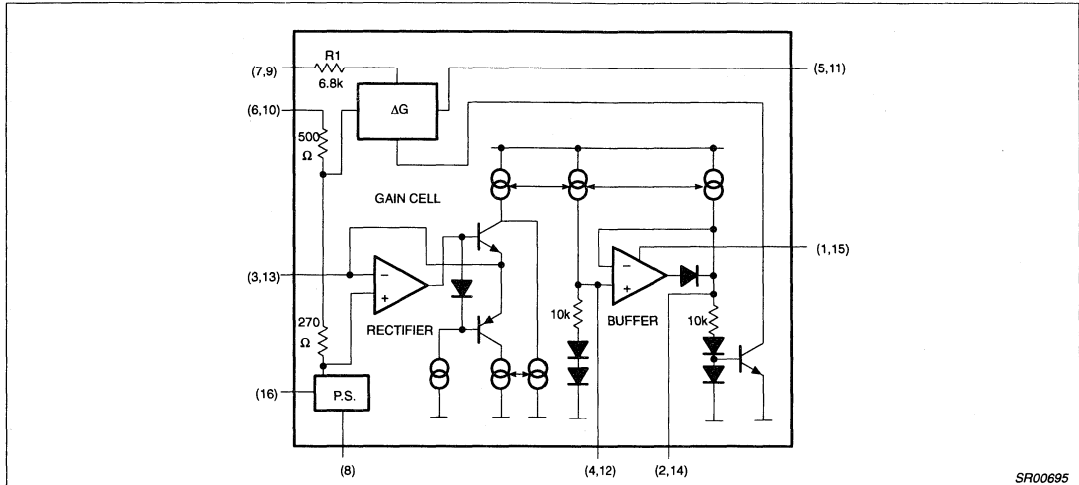 R1
(7,9)
6.8k
(5,11)
(6,10)
ΔG
500
Ω
GAIN CELL
(1,15)
(3,13)
−
+
−
+
10k
10k
RECTIFIER
BUFFER
270
Ω
(16)
P.S.
(8)
(4,12)
(2,14)
SR00695